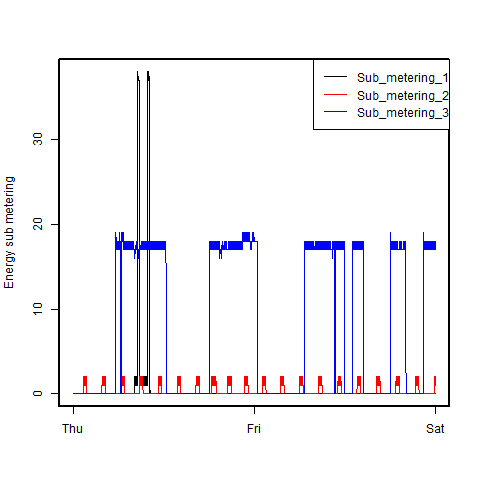 Sub_metering_1
Sub_metering_2
Sub_metering_3
Energy sub metering
30
20
10
0
Thu
Fri
Sat